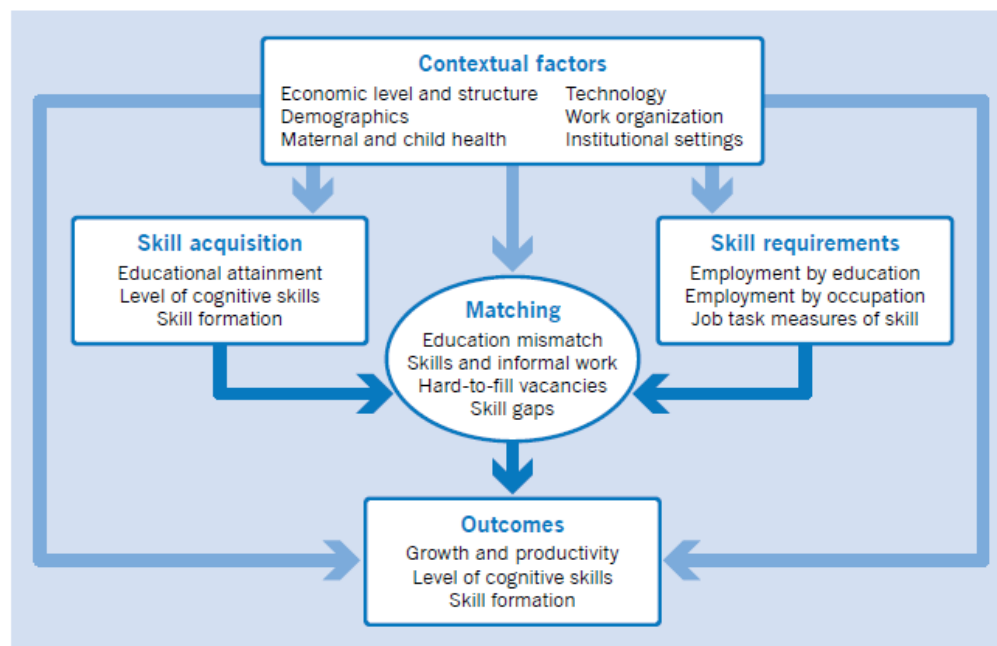 Contextual factors
Economic level and structure
Demographics
Maternal and child health
Technology
Work organization
Institutional settings
Skill acquisition
Educational attainment
Level of cognitive skills
Skill formation
Skill requirements
Employment by education
Employment by occupation
Job task measures of skill
Matching
Education mismatch
Skills and informal work
Hard-to-fill vacancies
Skill gaps
Outcomes
Growth and productivity
Level of cognitive skills
Skill formation